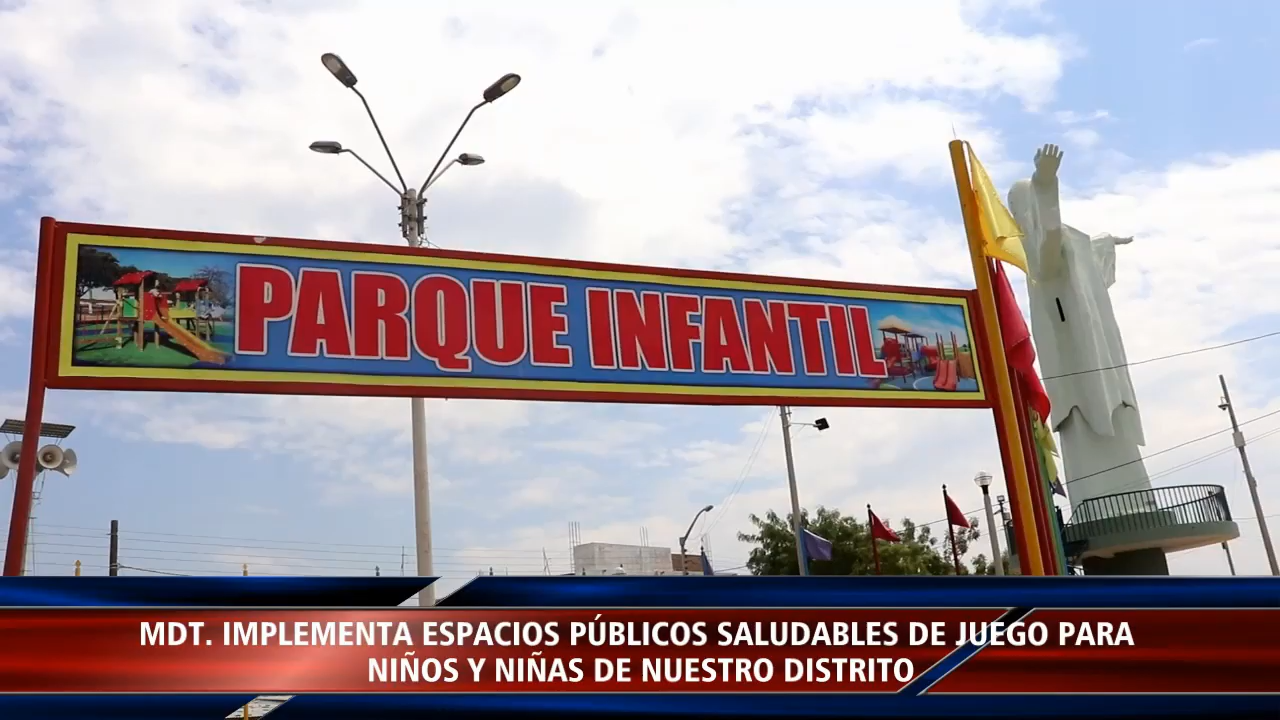 PARQUE INFANTIL
MDT. IMPLEMENTA ESPACIOS PÚBLICOS SALUDABLES DE JUEGO PARA
NIÑOS Y NIÑAS DE NUESTRO DISTRITO